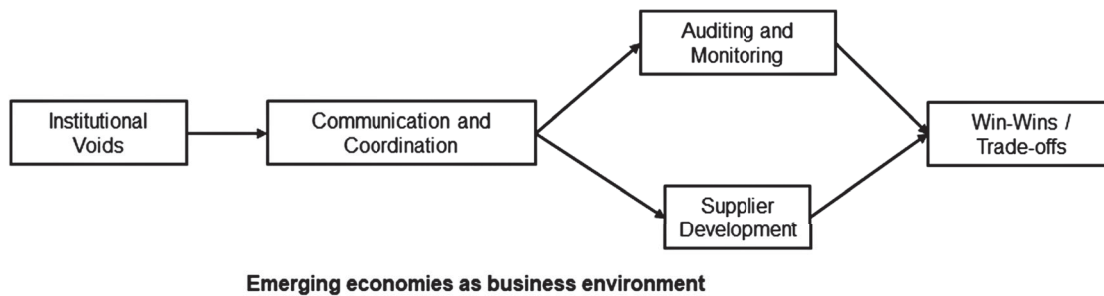 Institutional
Voids
Communication and
Coordination
Auditing and
Monitoring
Supplier
Development
Win-Wins /
Trade-offs
Emerging economies as business environment